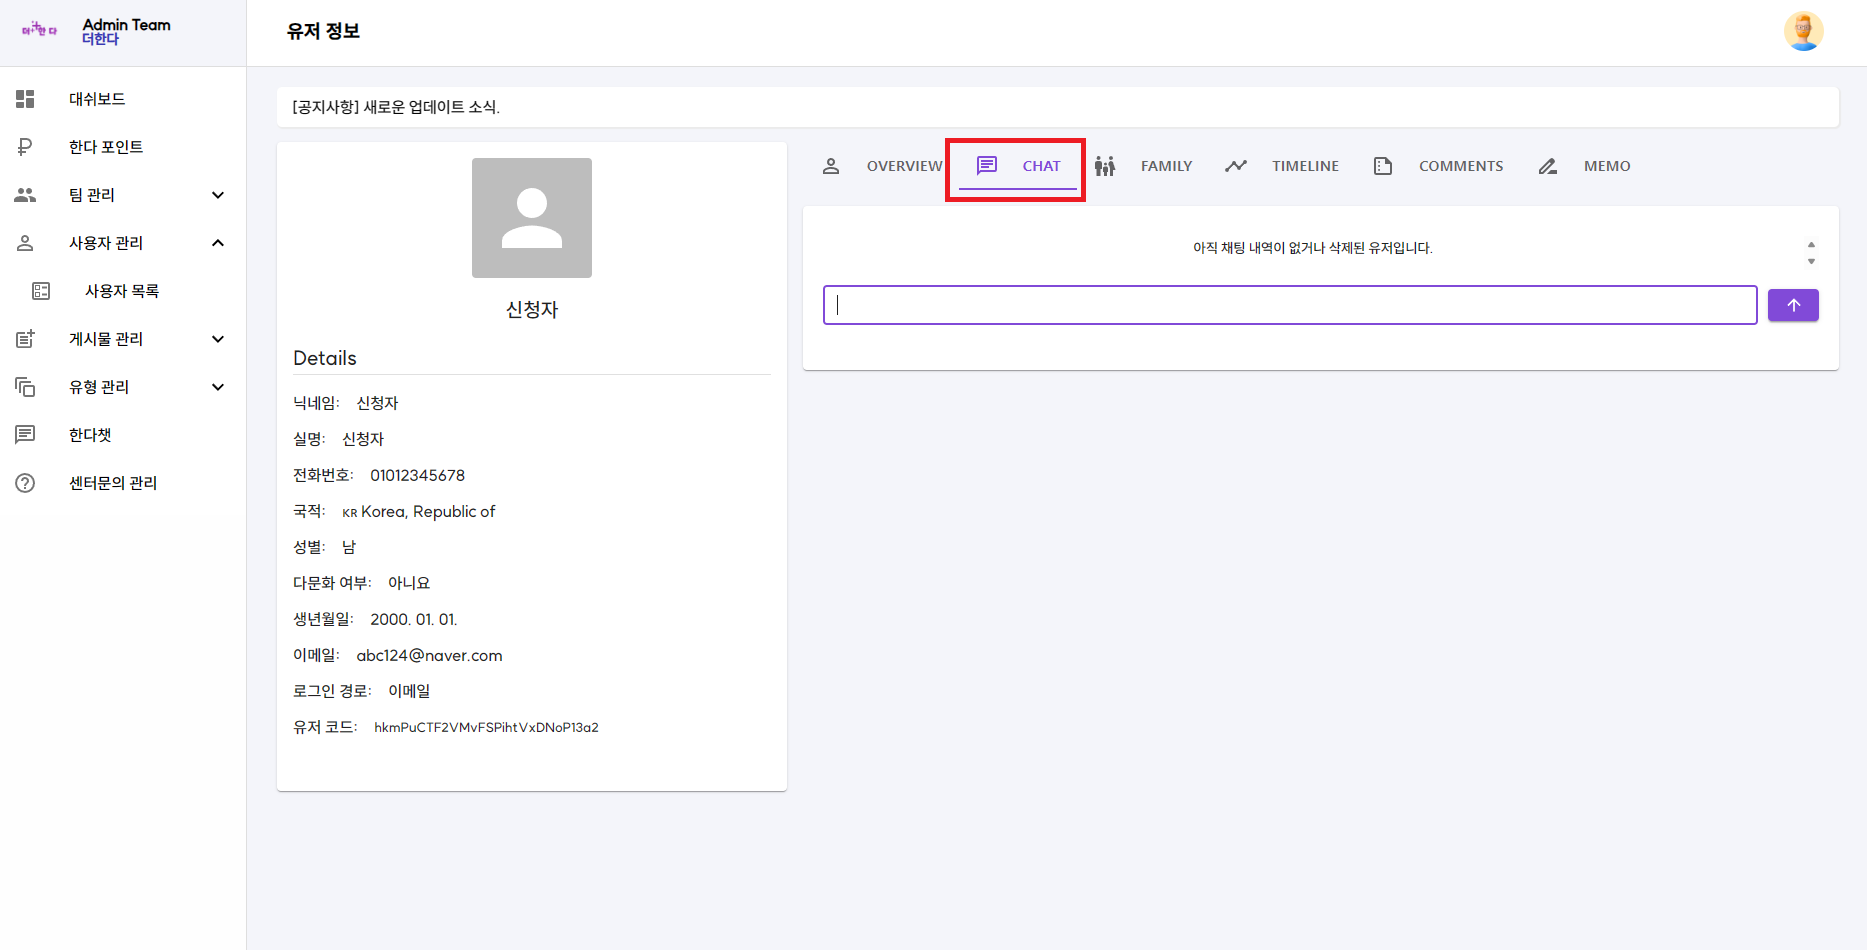 더한다
Admin Team
더한다
유저 정보
대쉬보드
한다 포인트
팀 관리
사용자 관리
사용자 목록
게시물 관리
유형 관리
한다챗
센터문의 관리
[공지사항] 새로운 업데이트 소식.
신청자
Details
닉네임: 신청자
실명: 신청자
전화번호: 01012345678
국적: KR Korea, Republic of
성별: 남
다문화 여부: 아니요
생년월일: 2000. 01. 01.
이메일: abc124@naver.com
로그인 경로: 이메일
유저 코드: hkmPuCTF2VMvFSPihtVxDNoP13a2
OVERVIEW CHAT FAMILY TIMELINE COMMENTS MEMO
아직 채팅 내역이 없거나 삭제된 유저입니다.